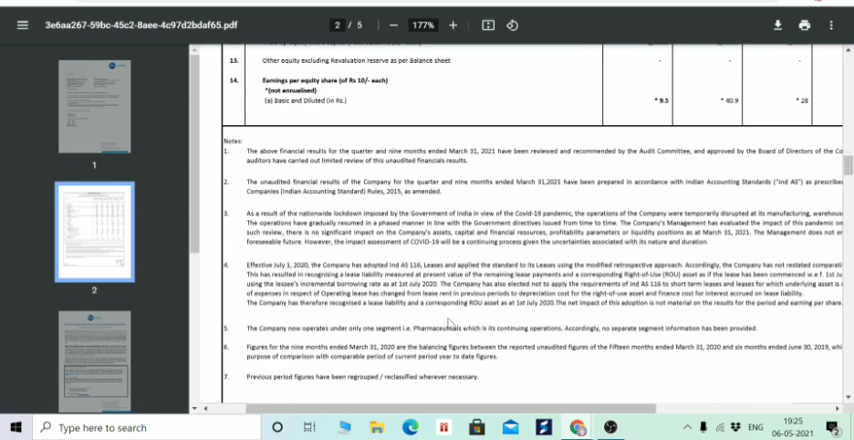 3e6aa267-59bc-45c2-8aee-4c97d2bdaf65.pdf
2 / 5
177%
13. Other equity excluding Revaluation reserve as per Balance sheet - - -
14. Earnings per equity share (of Rs 10/- each)
*(not annualised)
(a) Basic and Diluted (in Rs.) * 9.5 * 40.9 * 28
Notes:
1. The above financial results for the quarter and nine months ended March 31, 2021 have been reviewed and recommended by the Audit Committee, and approved by the Board of Directors of the Co
auditors have carried out limited review of this unaudited financials results.
2. The unaudited financial results of the Company for the quarter and nine months ended March 31,2021 have been prepared in accordance with Indian Accounting Standards ("Ind AS") as prescribe
Companies (Indian Accounting Standard) Rules, 2015, as amended.
3. As a result of the nationwide lockdown imposed by the Government of India in view of the Covid-19 pandemic, the operations of the Company were temporarily disrupted at its manufacturing, warehous
The operations have gradually resumed in a phased manner in line with the Government directives issued from time to time. The Company's Management has evaluated the impact of this pandemic on
such review, there is no significant impact on the Company's assets, capital and financial resources, profitability parameters or liquidity positions as at March 31, 2021. The Management does not e
foreseeable future. However, the impact assessment of COVID-19 will be a continuing process given the uncertainties associated with its nature and duration.
4. Effective July 1, 2020, the Company has adopted Ind AS 116, Leases and applied the standard to its Leases using the modified retrospective approach. Accordingly, the Company has not restated comparati
This has resulted in recognising a lease liability measured at present value of the remaining lease payments and a corresponding Right-of-Use (ROU) asset as if the lease has been commenced w.e.f. 1st Ju
using the lessee's incremental borrowing rate as at 1st July 2020. The Company has also elected not to apply the requirements of Ind AS 116 to short term leases and leases for which underlying asset is
of expenses in respect of Operating lease has changed from lease rent in previous periods to depreciation cost for the right-of-use asset and finance cost for interest accrued on lease liability.
The Company has therefore recognised a lease liability and a corresponding ROU asset as at 1st July 2020.The net impact of this adoption is not material on the results for the period and earning per share.
5. The Company now operates under only one segment i.e. Pharmaceuticals which is its continuing operations. Accordingly, no separate segment information has been provided.
6. Figures for the nine months ended March 31, 2020 are the balancing figures between the reported unaudited figures of the Fifteen months ended March 31, 2020 and six months ended June 30, 2019, whi
purpose of comparison with comparable period of current period year to date figures.
7. Previous period figures have been regrouped / reclassified wherever necessary.
1
2
Type here to search
ENG
19:25
06-05-2021